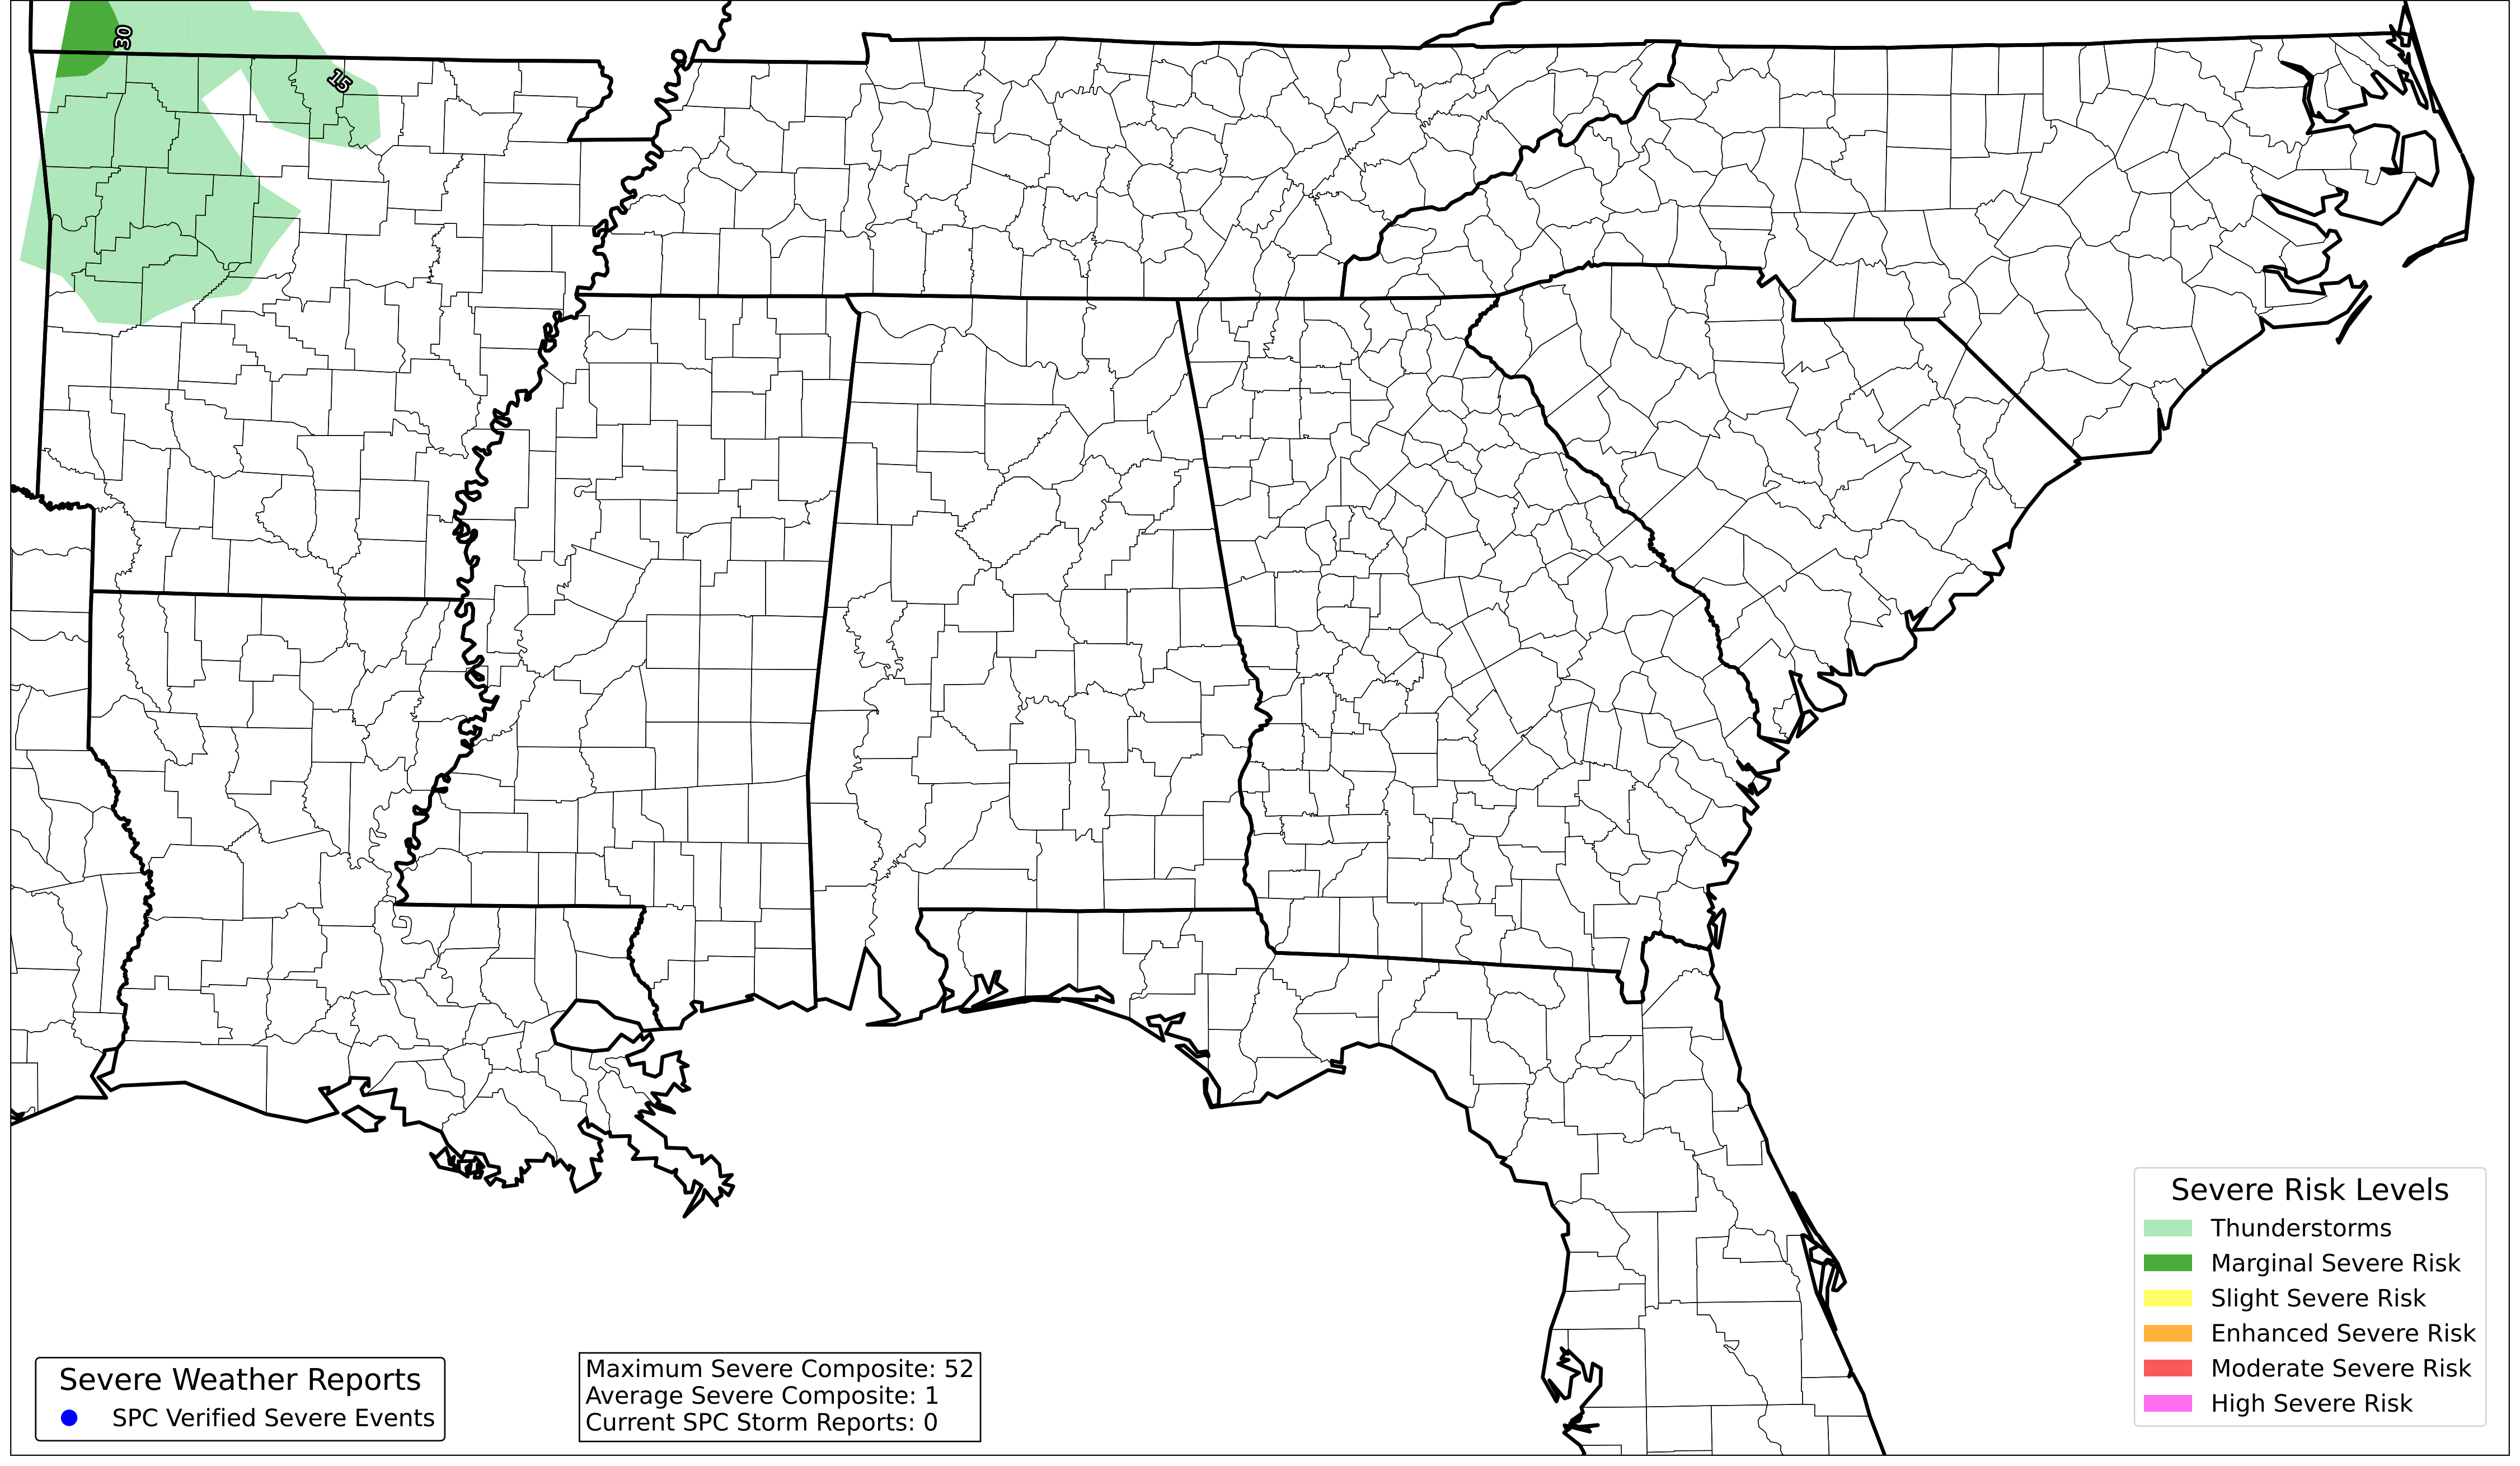 30
15
Severe Risk Levels
Thunderstorms
Marginal Severe Risk
Slight Severe Risk
Enhanced Severe Risk
Moderate Severe Risk
High Severe Risk
Severe Weather Reports
SPC Verified Severe Events
Maximum Severe Composite: 52
Average Severe Composite: 1
Current SPC Storm Reports: 0